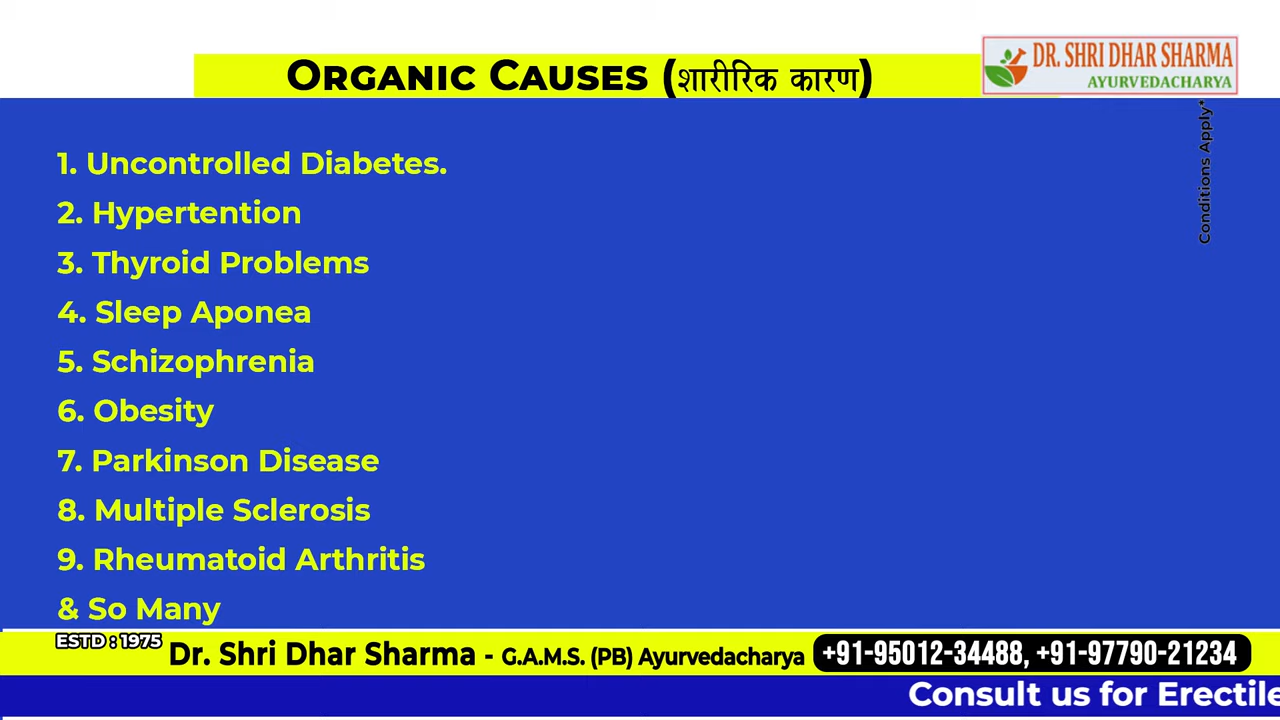 ORGANIC CAUSES (शारीरिक कारण)
DR. SHRI DHAR SHARMA
AYURVEDACHARYA
Conditions Apply*
1. Uncontrolled Diabetes.
2. Hypertention
3. Thyroid Problems
4. Sleep Aponea
5. Schizophrenia
6. Obesity
7. Parkinson Disease
8. Multiple Sclerosis
9. Rheumatoid Arthritis
& So Many
ESTD : 1975
Dr. Shri Dhar Sharma - G.A.M.S. (PB) Ayurvedacharya +91-95012-34488, +91-97790-21234
Consult us for Erectile